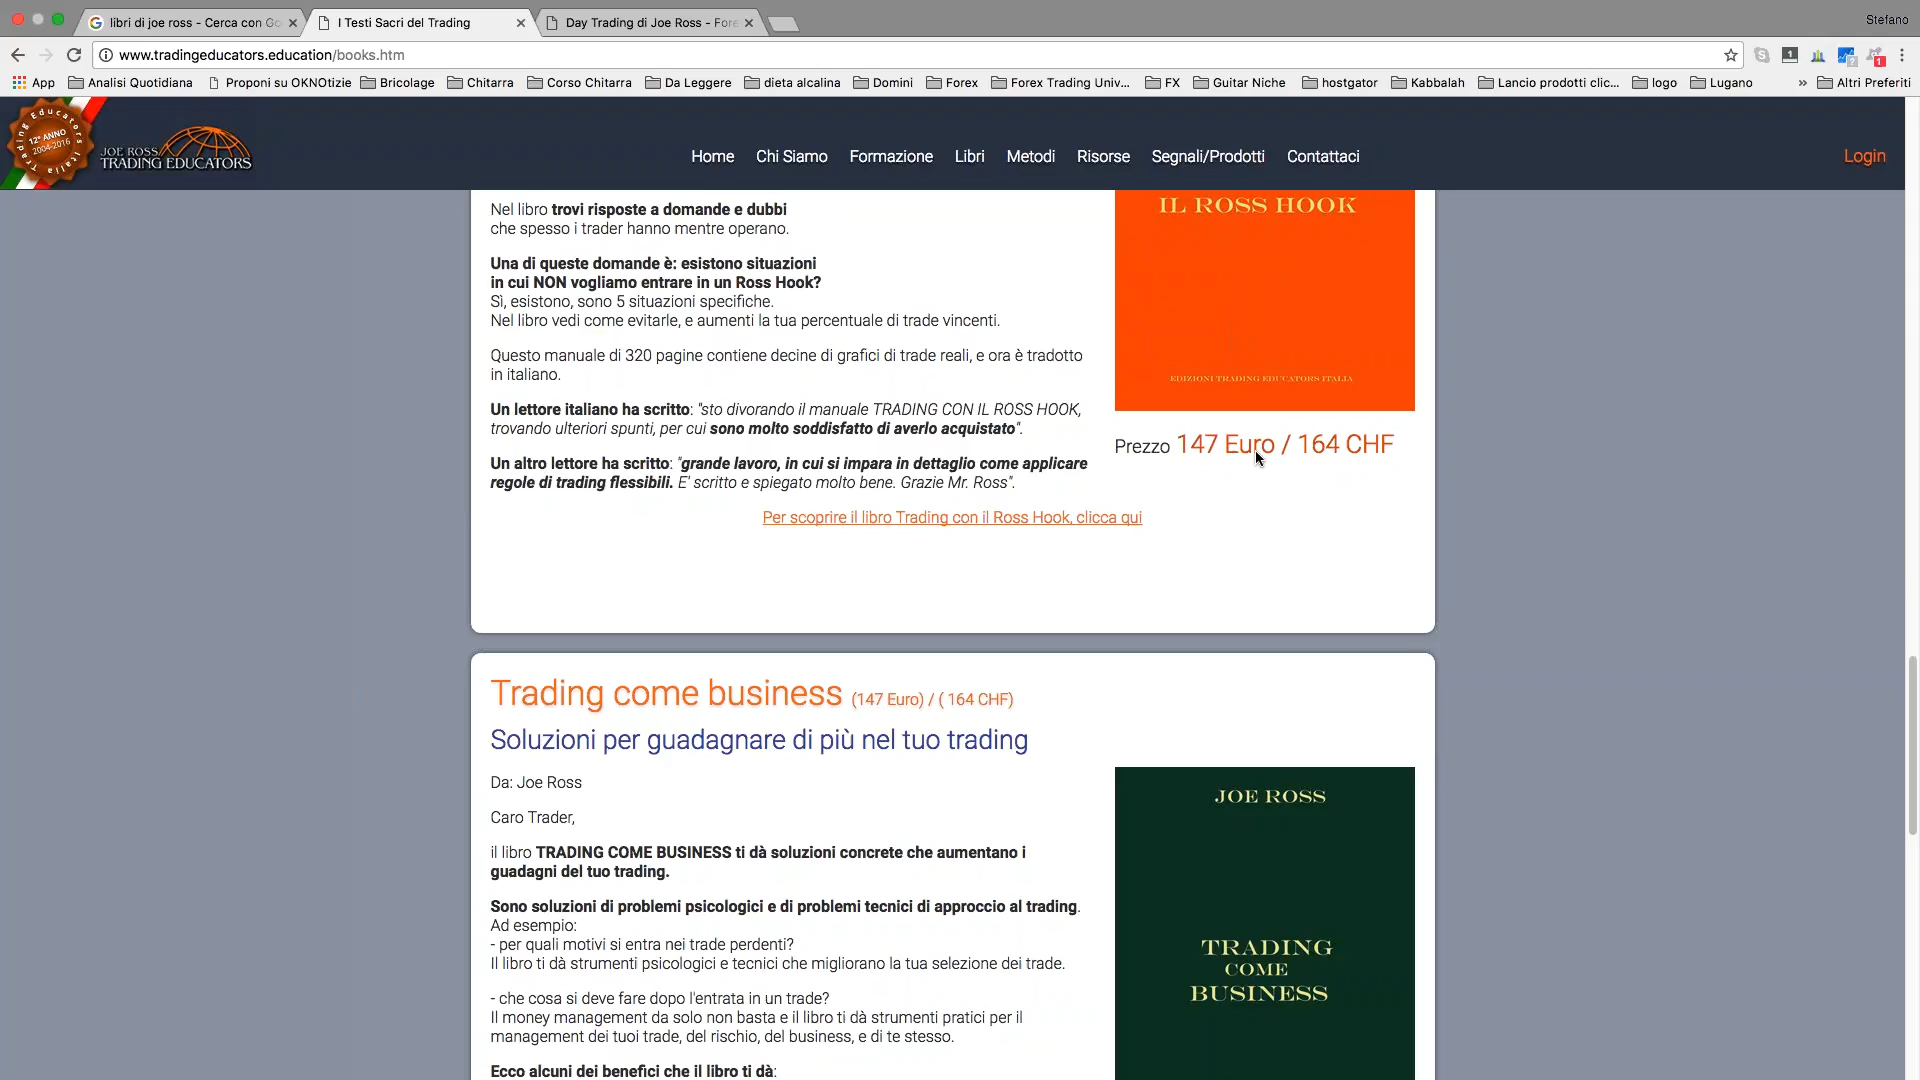 libri di joe ross - Cerca con Go
I Testi Sacri del Trading
Day Trading di Joe Ross - Fore
Stefano
www.tradingeducators.education/books.htm
App
Analisi Quotidiana
Proponi su OKNOtizie
Bricolage
Chitarra
Corso Chitarra
Da Leggere
dieta alcalina
Domini
Forex
Forex Trading Univ...
FX
Guitar Niche
hostgator
Kabbalah
Lancio prodotti clic...
logo
Lugano
»
Altri Preferiti
Trading Educators Italia
12° ANNO
2004-2016
JOE ROSS
TRADING EDUCATORS
Home
Chi Siamo
Formazione
Libri
Metodi
Risorse
Segnali/Prodotti
Contattaci
Login
Nel libro trovi risposte a domande e dubbi
che spesso i trader hanno mentre operano.
Una di queste domande è: esistono situazioni
in cui NON vogliamo entrare in un Ross Hook?
Sì, esistono, sono 5 situazioni specifiche.
Nel libro vedi come evitarle, e aumenti la tua percentuale di trade vincenti.
Questo manuale di 320 pagine contiene decine di grafici di trade reali, e ora è tradotto
in italiano.
Un lettore italiano ha scritto: "sto divorando il manuale TRADING CON IL ROSS HOOK,
trovando ulteriori spunti, per cui sono molto soddisfatto di averlo acquistato".
Un altro lettore ha scritto: "grande lavoro, in cui si impara in dettaglio come applicare
regole di trading flessibili. E' scritto e spiegato molto bene. Grazie Mr. Ross".
IL ROSS HOOK
EDIZIONI TRADING EDUCATORS ITALIA
Prezzo 147 Euro / 164 CHF
Per scoprire il libro Trading con il Ross Hook, clicca qui
Trading come business (147 Euro) / ( 164 CHF)
Soluzioni per guadagnare di più nel tuo trading
Da: Joe Ross
Caro Trader,
il libro TRADING COME BUSINESS ti dà soluzioni concrete che aumentano i
guadagni del tuo trading.
Sono soluzioni di problemi psicologici e di problemi tecnici di approccio al trading.
Ad esempio:
- per quali motivi si entra nei trade perdenti?
Il libro ti dà strumenti psicologici e tecnici che migliorano la tua selezione dei trade.
- che cosa si deve fare dopo l'entrata in un trade?
Il money management da solo non basta e il libro ti dà strumenti pratici per il
management dei tuoi trade, del rischio, del business, e di te stesso.
Ecco alcuni dei benefici che il libro ti dà:
JOE ROSS
TRADING
COME
BUSINESS